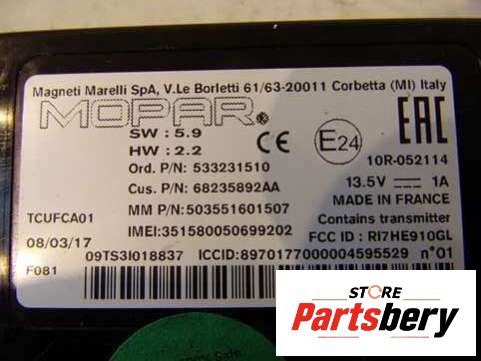 Magneti Marelli SpA, V.Le Borletti 61/63-20011 Corbetta (MI) Italy
MOPAR®
SW : 5.9
HW : 2.2
CE
E24
EAC
10R-052114
Ord. P/N: 533231510
Cus. P/N: 68235892AA
13.5V 1A
MADE IN FRANCE
TCUFCA01
MM P/N:503551601507
Contains transmitter
08/03/17
IMEI:351580050699202
FCC ID : RI7HE910GL
F081
09TS3I018837 ICCID:8970177000004595529 n°01
STORE
Partsbery